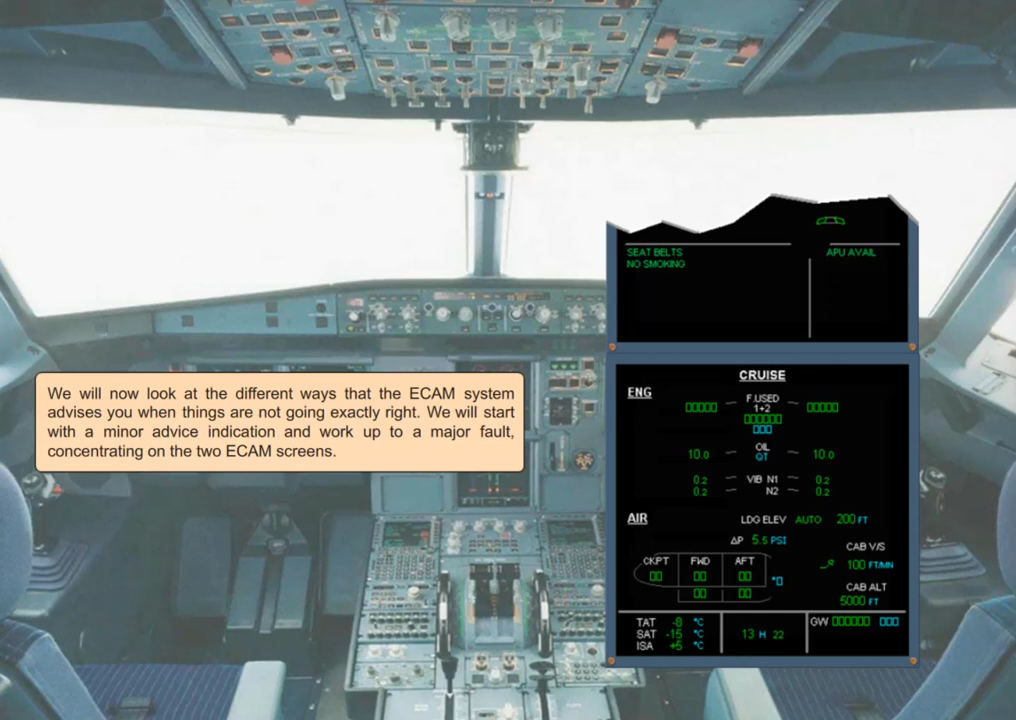 We will now look at the different ways that the ECAM system
advises you when things are not going exactly right. We will start
with a minor advice indication and work up to a major fault,
concentrating on the two ECAM screens.
SEAT BELTS APU AVAIL
NO SMOKING
CRUISE
ENG
F.USED
1+2
OIL
10.0 QT 10.0
0.2 VIB N1 0.2
0.2 N2 0.2
AIR LDG ELEV AUTO 200 FT
ΔP 5.5 PSI
CAB V/S
CKPT FWD AFT 100 FT/MN
CAB ALT
5000 FT
TAT -8 °C GW
SAT -15 °C 13 H 22
ISA +5 °C